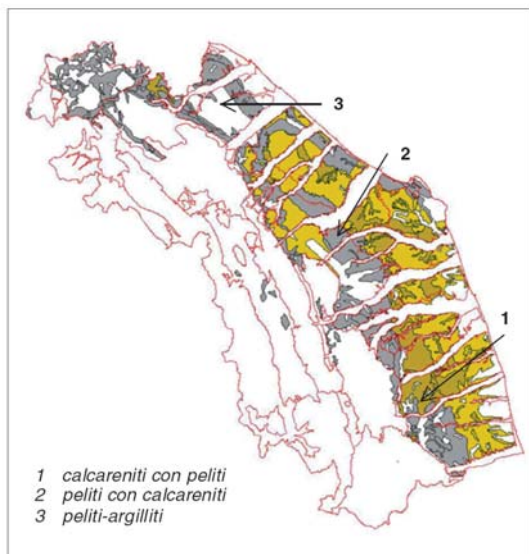 3
2
1
1 calcareniti con peliti
2 peliti con calcareniti
3 peliti-argilliti